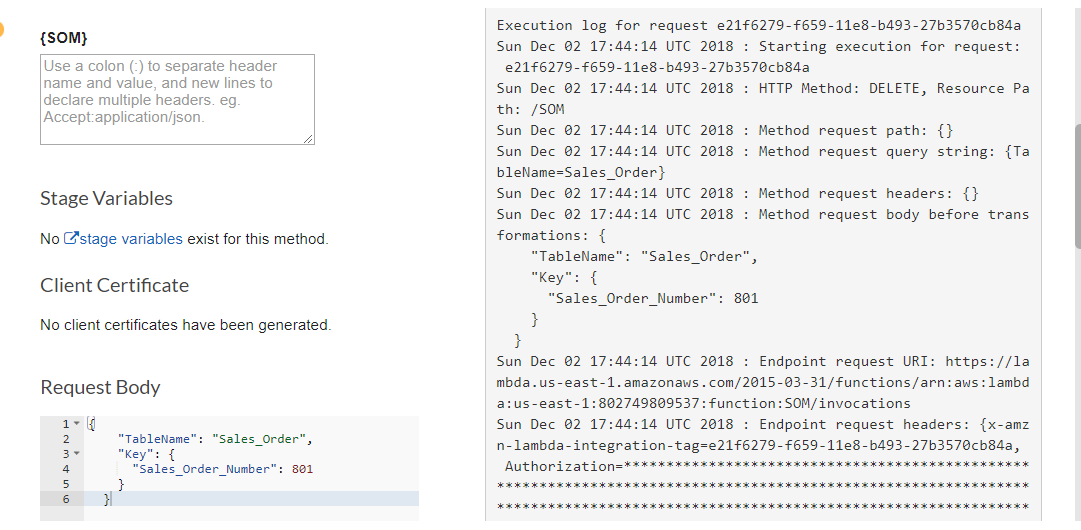 {SOM}
Use a colon (:) to separate header
name and value, and new lines to
declare multiple headers. eg.
Accept:application/json.
Stage Variables
No stage variables exist for this method.
Client Certificate
No client certificates have been generated.
Request Body
1 {
2 "TableName": "Sales_Order",
3 "Key": {
4 "Sales_Order_Number": 801
5 }
6 }
Execution log for request e21f6279-f659-11e8-b493-27b3570cb84a
Sun Dec 02 17:44:14 UTC 2018 : Starting execution for request:
e21f6279-f659-11e8-b493-27b3570cb84a
Sun Dec 02 17:44:14 UTC 2018 : HTTP Method: DELETE, Resource Pa
th: /SOM
Sun Dec 02 17:44:14 UTC 2018 : Method request path: {}
Sun Dec 02 17:44:14 UTC 2018 : Method request query string: {Ta
bleName=Sales_Order}
Sun Dec 02 17:44:14 UTC 2018 : Method request headers: {}
Sun Dec 02 17:44:14 UTC 2018 : Method request body before trans
formations: {
"TableName": "Sales_Order",
"Key": {
"Sales_Order_Number": 801
}
}
Sun Dec 02 17:44:14 UTC 2018 : Endpoint request URI: https://la
mbda.us-east-1.amazonaws.com/2015-03-31/functions/arn:aws:lambd
a:us-east-1:802749809537:function:SOM/invocations
Sun Dec 02 17:44:14 UTC 2018 : Endpoint request headers: {x-amz
n-lambda-integration-tag=e21f6279-f659-11e8-b493-27b3570cb84a,
Authorization=************************************************
***************************************************************
***************************************************************